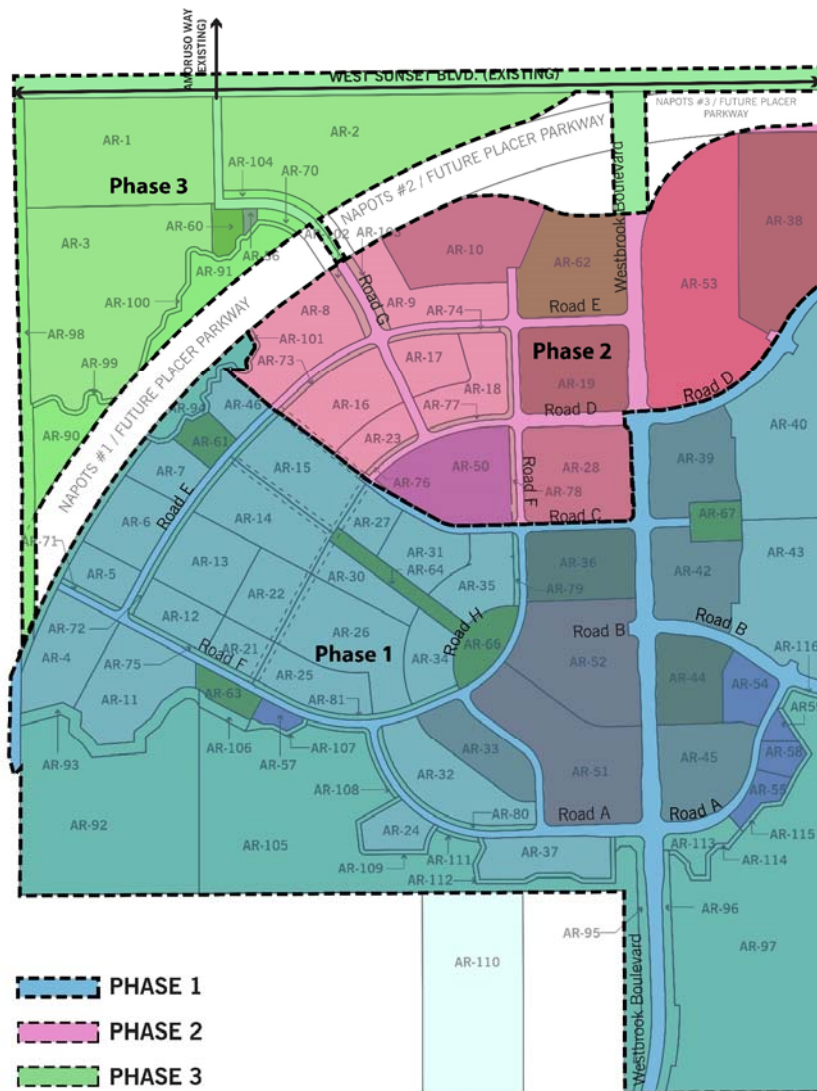 AMORUSO WAY
(EXISTING)
WEST SUNSET BLVD. (EXISTING)
NAPOTS #3 / FUTURE PLACER
PARKWAY
NAPOTS #2 / FUTURE PLACER PARKWAY
AR-1
AR-2
AR-104
AR-70
Phase 3
AR-60
AR-3
AR-91
AR-100
AR-98
AR-99
AR-90
NAPOTS #1 / FUTURE PLACER PARKWAY
Westbrook Boulevard
AR-38
AR-10
AR-62
AR-53
AR-8
AR-9
Road G
AR-74
Road E
AR-101
AR-73
AR-17
Phase 2
AR-16
AR-18
AR-19
AR-77
Road D
Road D
AR-23
AR-46
AR-61
AR-15
AR-76
AR-50
Road F
AR-28
AR-78
AR-39
AR-40
AR-7
Road E
AR-6
AR-14
AR-27
Road C
AR-67
AR-71
AR-5
AR-13
AR-30
AR-31
AR-64
AR-36
AR-42
AR-43
AR-22
AR-35
AR-79
AR-72
AR-12
AR-26
Road H
Road B
Road B
AR-4
AR-75
Road F
AR-21
Phase 1
AR-34
AR-66
AR-52
AR-116
AR-11
AR-63
AR-25
AR-44
AR-54
AR-81
AR-93
AR-106
AR-57
AR-107
AR-33
AR-58
AR-32
AR-51
AR-45
AR-55
AR-108
AR-92
AR-105
AR-24
AR-80
Road A
Road A
AR-115
AR-109
AR-111
AR-37
AR-113
AR-114
AR-112
AR-95
AR-96
AR-97
AR-110
Westbrook Boulevard
PHASE 1
PHASE 2
PHASE 3